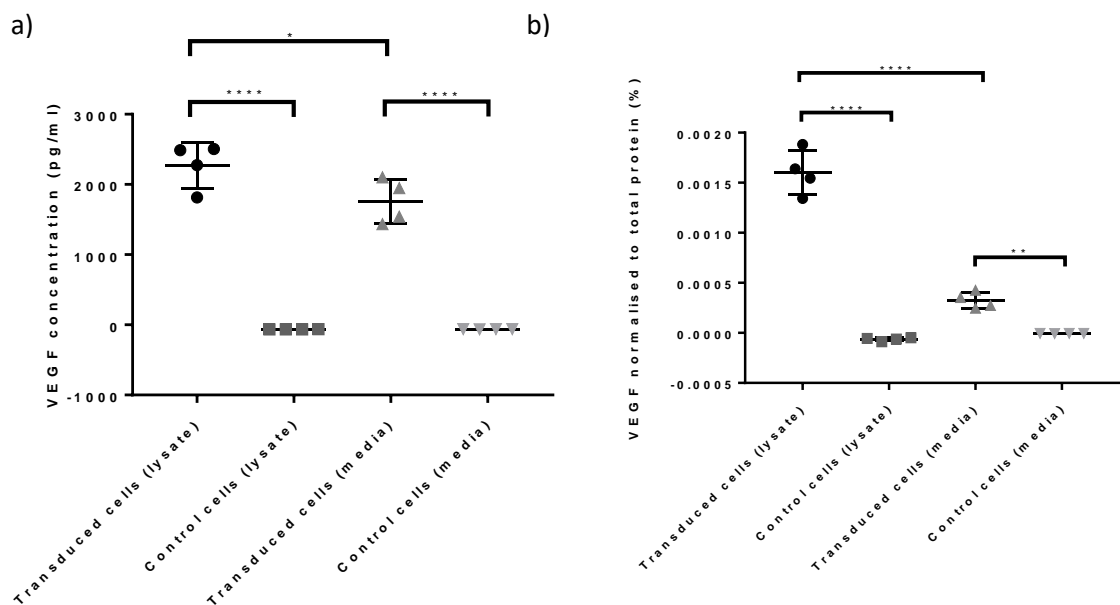 a)
*
****
****
VEGF concentration (pg/ml)
3000
2000
1000
0
-1000
Transduced cells (lysate)
Control cells (lysate)
Transduced cells (media)
Control cells (media)
b)
****
****
**
VEGF normalised to total protein (%)
0.0020
0.0015
0.0010
0.0005
0.0000
-0.0005
Transduced cells (lysate)
Control cells (lysate)
Transduced cells (media)
Control cells (media)